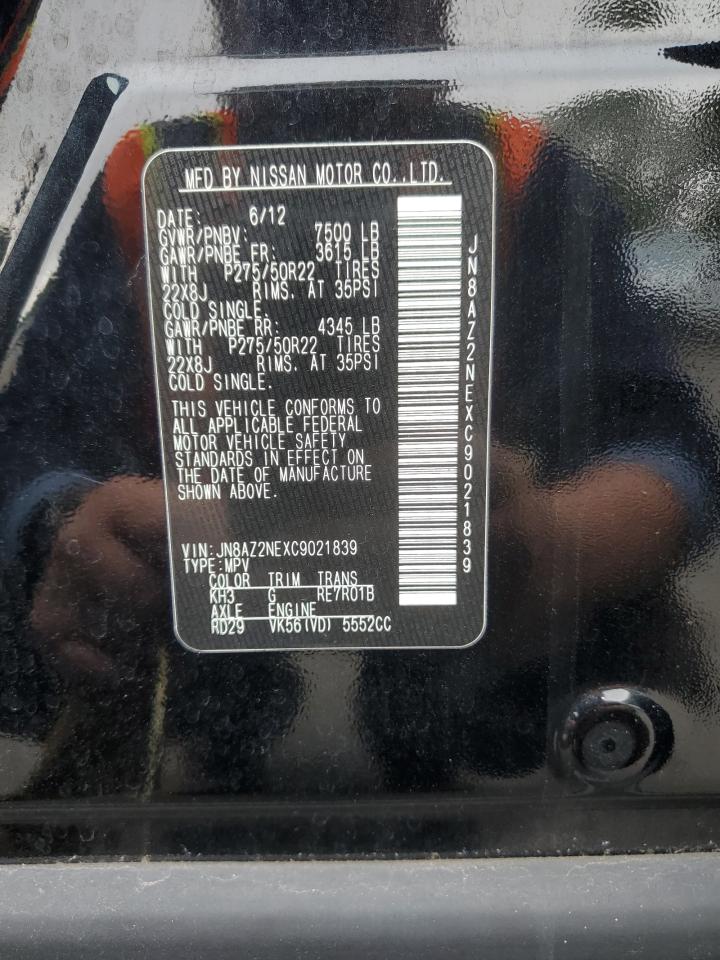 MFD BY NISSAN MOTOR CO.,LTD.
DATE: 6/12
GVWR/PNBV: 7500 LB
GAWR/PNBE FR: 3615 LB
WITH P275/50R22 TIRES
22X8J RIMS. AT 35PSI
COLD SINGLE.
GAWR/PNBE RR: 4345 LB
WITH P275/50R22 TIRES
22X8J RIMS. AT 35PSI
COLD SINGLE.
THIS VEHICLE CONFORMS TO
ALL APPLICABLE FEDERAL
MOTOR VEHICLE SAFETY
STANDARDS IN EFFECT ON
THE DATE OF MANUFACTURE
SHOWN ABOVE.
VIN:JN8AZ2NEXC9021839
TYPE:MPV
COLOR TRIM TRANS
KH3 G RE7R01B
AXLE ENGINE
RD29 VK56(VD) 5552CC
JN8AZ2NEXC9021839